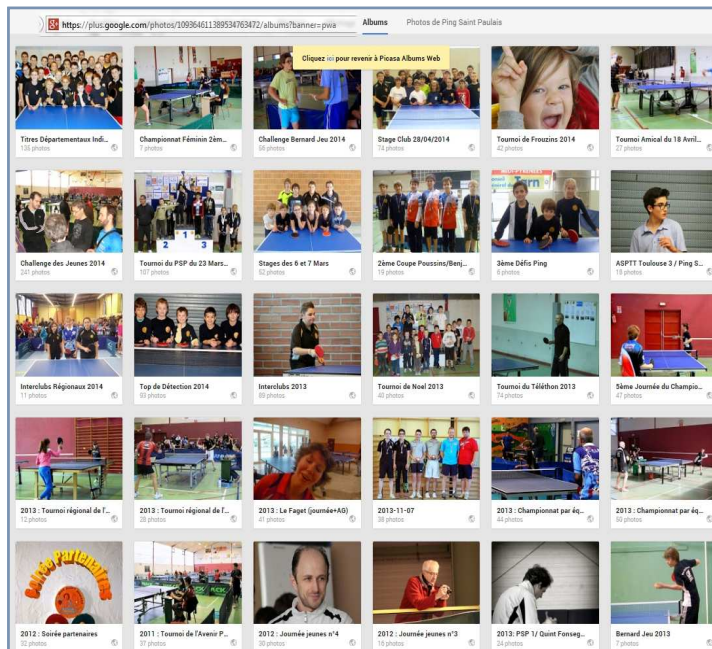 https://plus.google.com/photos/109364611389534763472/albums?banner=pwa
Albums
Photos de Ping Saint Paulais
Cliquez ici pour revenir à Picasa Albums Web
Titres Départementaux Indi...
135 photos
Championnat Féminin 2èm...
7 photos
Challenge Bernard Jeu 2014
Stage Club 28/04/2014
74 photos
Tournoi de Frouzins 2014
42 photos
Tournoi Amical du 18 Avril...
27 photos
Challenge des Jeunes 2014
241 photos
Tournoi du PSP du 23 Mars...
107 photos
Stages des 6 et 7 Mars
52 photos
2ème Coupe Poussins/Benj...
19 photos
3ème Défis Ping
6 photos
ASPTT Toulouse 3 / Ping S...
18 photos
Interclubs Régionaux 2014
11 photos
Top de Détection 2014
93 photos
Interclubs 2013
89 photos
Tournoi de Noel 2013
40 photos
Tournoi du Téléthon 2013
74 photos
5ème Journée du Champio...
47 photos
2013 : Tournoi régional de l'...
12 photos
2013 : Tournoi régional de l'...
28 photos
2013 : Le Faget (journée+AG)
41 photos
2013-11-07
38 photos
2013 : Championnat par éq...
44 photos
2013 : Championnat par éq...
59 photos
Soirée Partenaires
2012 : Soirée partenaires
32 photos
2011 : Tournoi de l'Avenir P...
37 photos
2012 : Journée jeunes n°4
30 photos
2012 : Journée jeunes n°3
16 photos
2013: PSP 1/ Quint Fonseg...
24 photos
Bernard Jeu 2013
7 photos